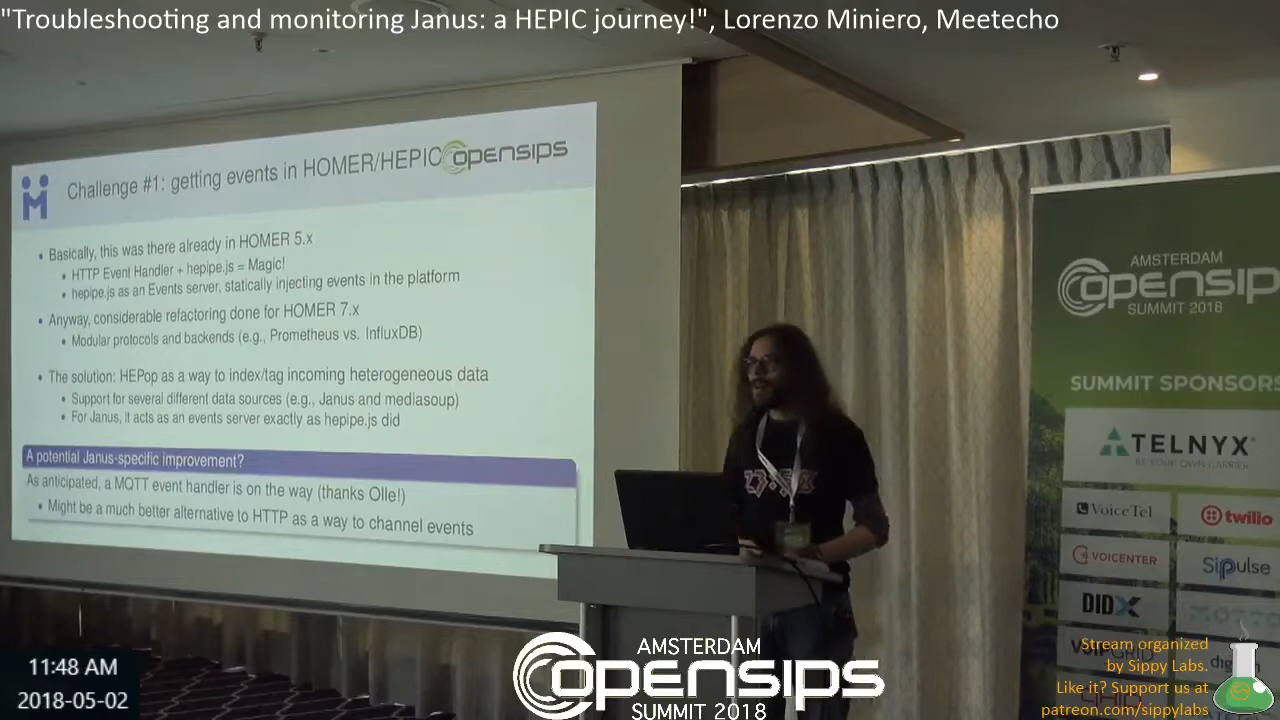 "Troubleshooting and monitoring Janus: a HEPIC journey!", Lorenzo Miniero, Meetecho
Challenge #1: getting events in HOMER/HEPIC
opensips
• Basically, this was there already in HOMER 5.x
• HTTP Event Handler + hepipe.js = Magic!
• hepipe.js as an Events server, statically injecting events in the platform
• Anyway, considerable refactoring done for HOMER 7.x
• Modular protocols and backends (e.g., Prometheus vs. InfluxDB)
• The solution: HEPop as a way to index/tag incoming heterogeneous data
• Support for several different data sources (e.g., Janus and mediasoup)
• For Janus, it acts as an events server exactly as hepipe.js did
A potential Janus-specific improvement?
As anticipated, a MQTT event handler is on the way (thanks Olle!)
• Might be a much better alternative to HTTP as a way to channel events
AMSTERDAM
opensips
SUMMIT 2018
SUMMIT SPONSORS
TELNYX
BE YOUR OWN CARRIER
VoiceTel
twilio
VOICENTER
Sipulse
DIDX
Stream organized
by Sippy Labs.
Like it? Support us at
patreon.com/sippylabs
AMSTERDAM
opensips
SUMMIT 2018
11:48 AM
2018-05-02